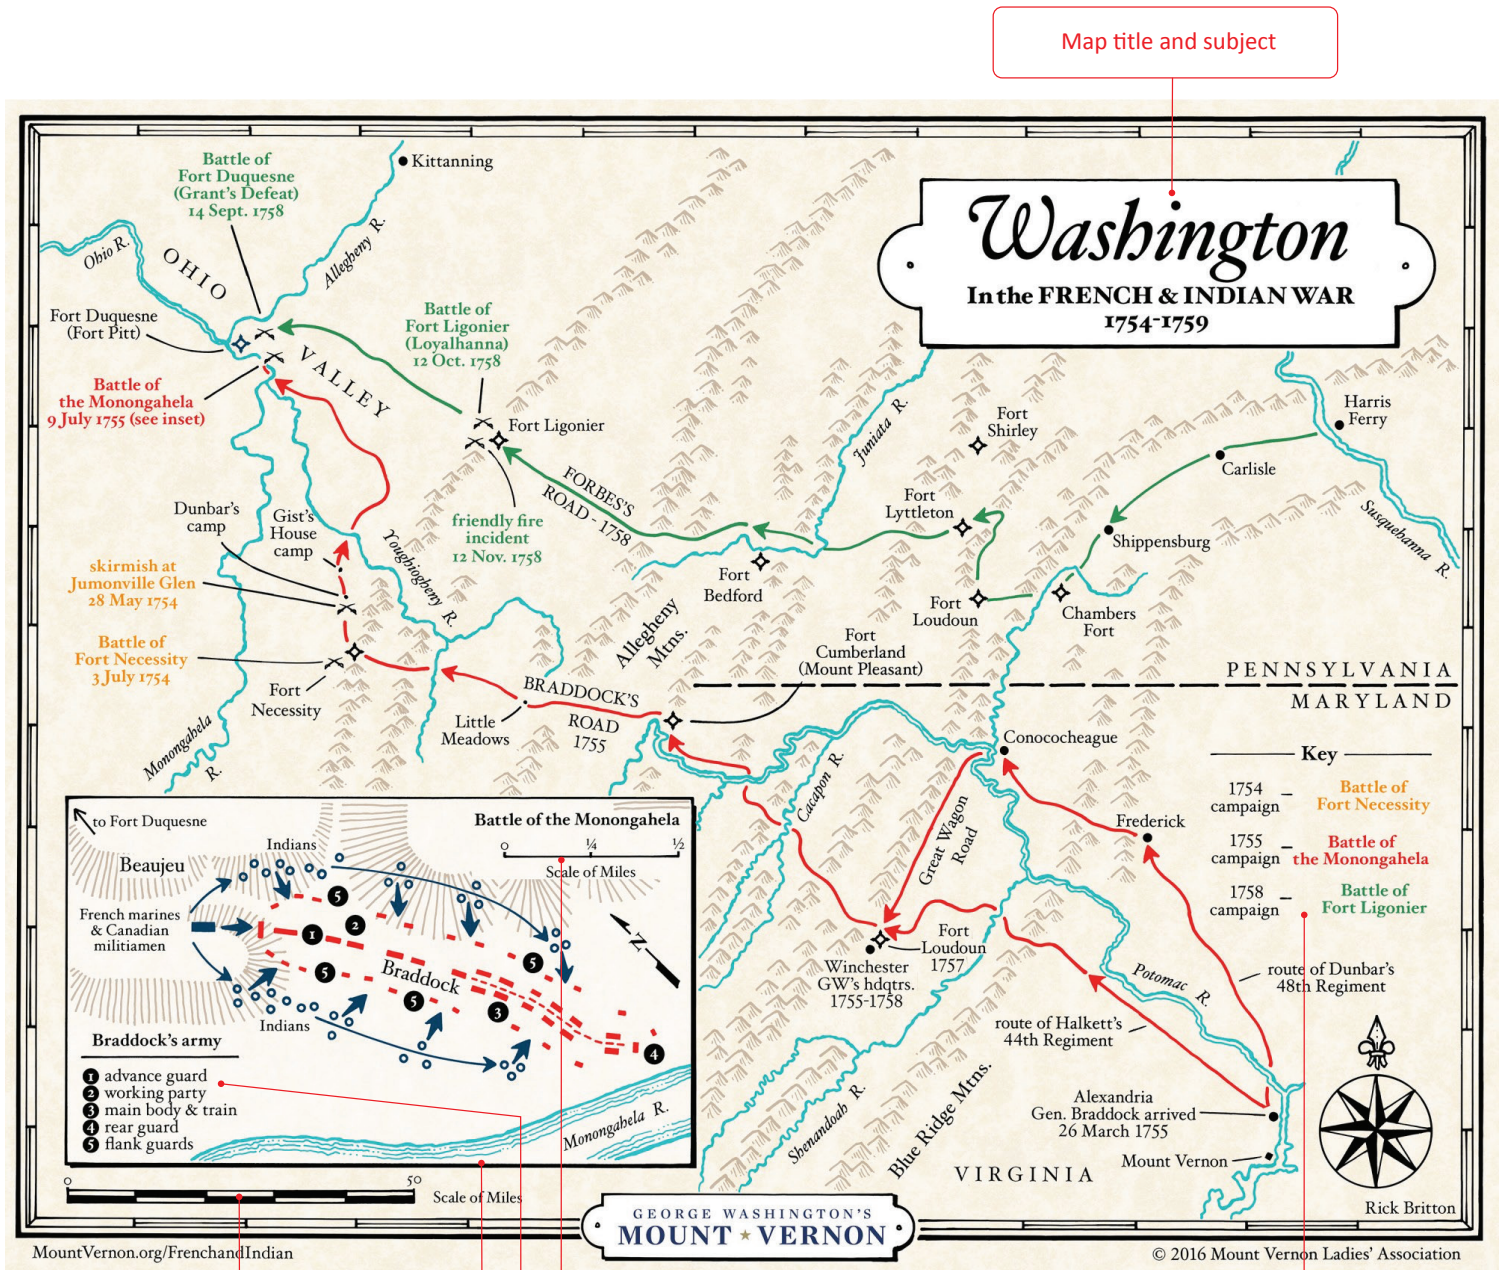 Map title and subject
Washington
In the FRENCH & INDIAN WAR
1754-1759
Battle of
Fort Duquesne
(Grant's Defeat)
14 Sept. 1758
Kittanning
Ohio R.
OHIO
VALLEY
Allegheny R.
Fort Duquesne
(Fort Pitt)
Battle of
the Monongahela
9 July 1755 (see inset)
Battle of
Fort Ligonier
(Loyalhanna)
12 Oct. 1758
Fort Ligonier
FORBES'S
ROAD - 1758
friendly fire
incident
12 Nov. 1758
Juniata R.
Fort
Shirley
Harris
Ferry
Carlisle
Fort
Lyttleton
Shippensburg
Susquehanna R.
Dunbar's
camp
Gist's
House
camp
Youghiogheny R.
skirmish at
Jumonville Glen
28 May 1754
Fort
Bedford
Fort
Loudoun
Chambers
Fort
Allegheny
Mtns.
Fort
Cumberland
(Mount Pleasant)
Battle of
Fort Necessity
3 July 1754
Fort
Necessity
PENNSYLVANIA
MARYLAND
BRADDOCK'S
ROAD
1755
Little
Meadows
Monongahela
R.
Conococheague
Cacapon R.
Great Wagon
Road
Frederick
Key
1754
campaign
Battle of
Fort Necessity
1755
campaign
Battle of
the Monongahela
1758
campaign
Battle of
Fort Ligonier
to Fort Duquesne
Battle of the Monongahela
0 ¼ ½
Scale of Miles
Beaujeu
Indians
French marines
& Canadian
militiamen
5
2
1
5
5
Braddock
5
3
4
N
Indians
Braddock's army
1 advance guard
2 working party
3 main body & train
4 rear guard
5 flank guards
Monongahela R.
Fort
Loudoun
1757
Winchester
GW's hdqtrs.
1755-1758
Potomac R.
route of Dunbar's
48th Regiment
route of Halkett's
44th Regiment
Shenandoah R.
Blue Ridge Mtns.
Alexandria
Gen. Braddock arrived
26 March 1755
Mount Vernon
VIRGINIA
Rick Britton
0 50
Scale of Miles
GEORGE WASHINGTON'S
MOUNT ★ VERNON
MountVernon.org/FrenchandIndian
© 2016 Mount Vernon Ladies' Association